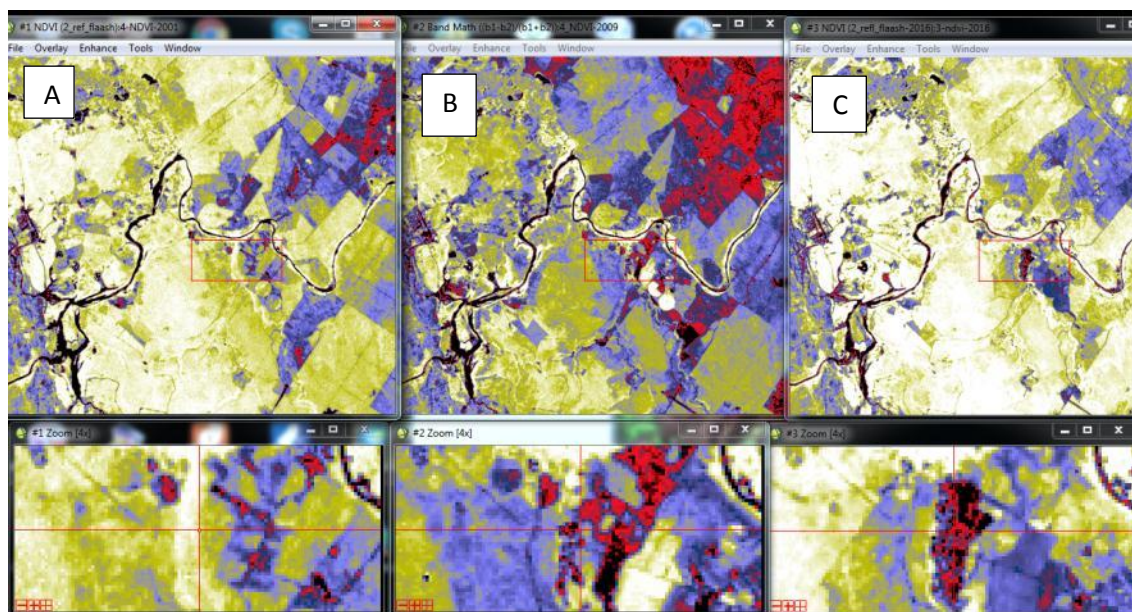 #1 NDVI (2_ref_flaash):4-NDVI-2001
File Overlay Enhance Tools Window
A
#2 Band Math ((b1-b2)/(b1+b2)):4_NDVI-2009
File Overlay Enhance Tools Window
B
#3 NDVI (2_refl_flaash-2016):3-ndvi-2016
File Overlay Enhance Tools Window
C
#1 Zoom [4x]
#2 Zoom [4x]
#3 Zoom [4x]